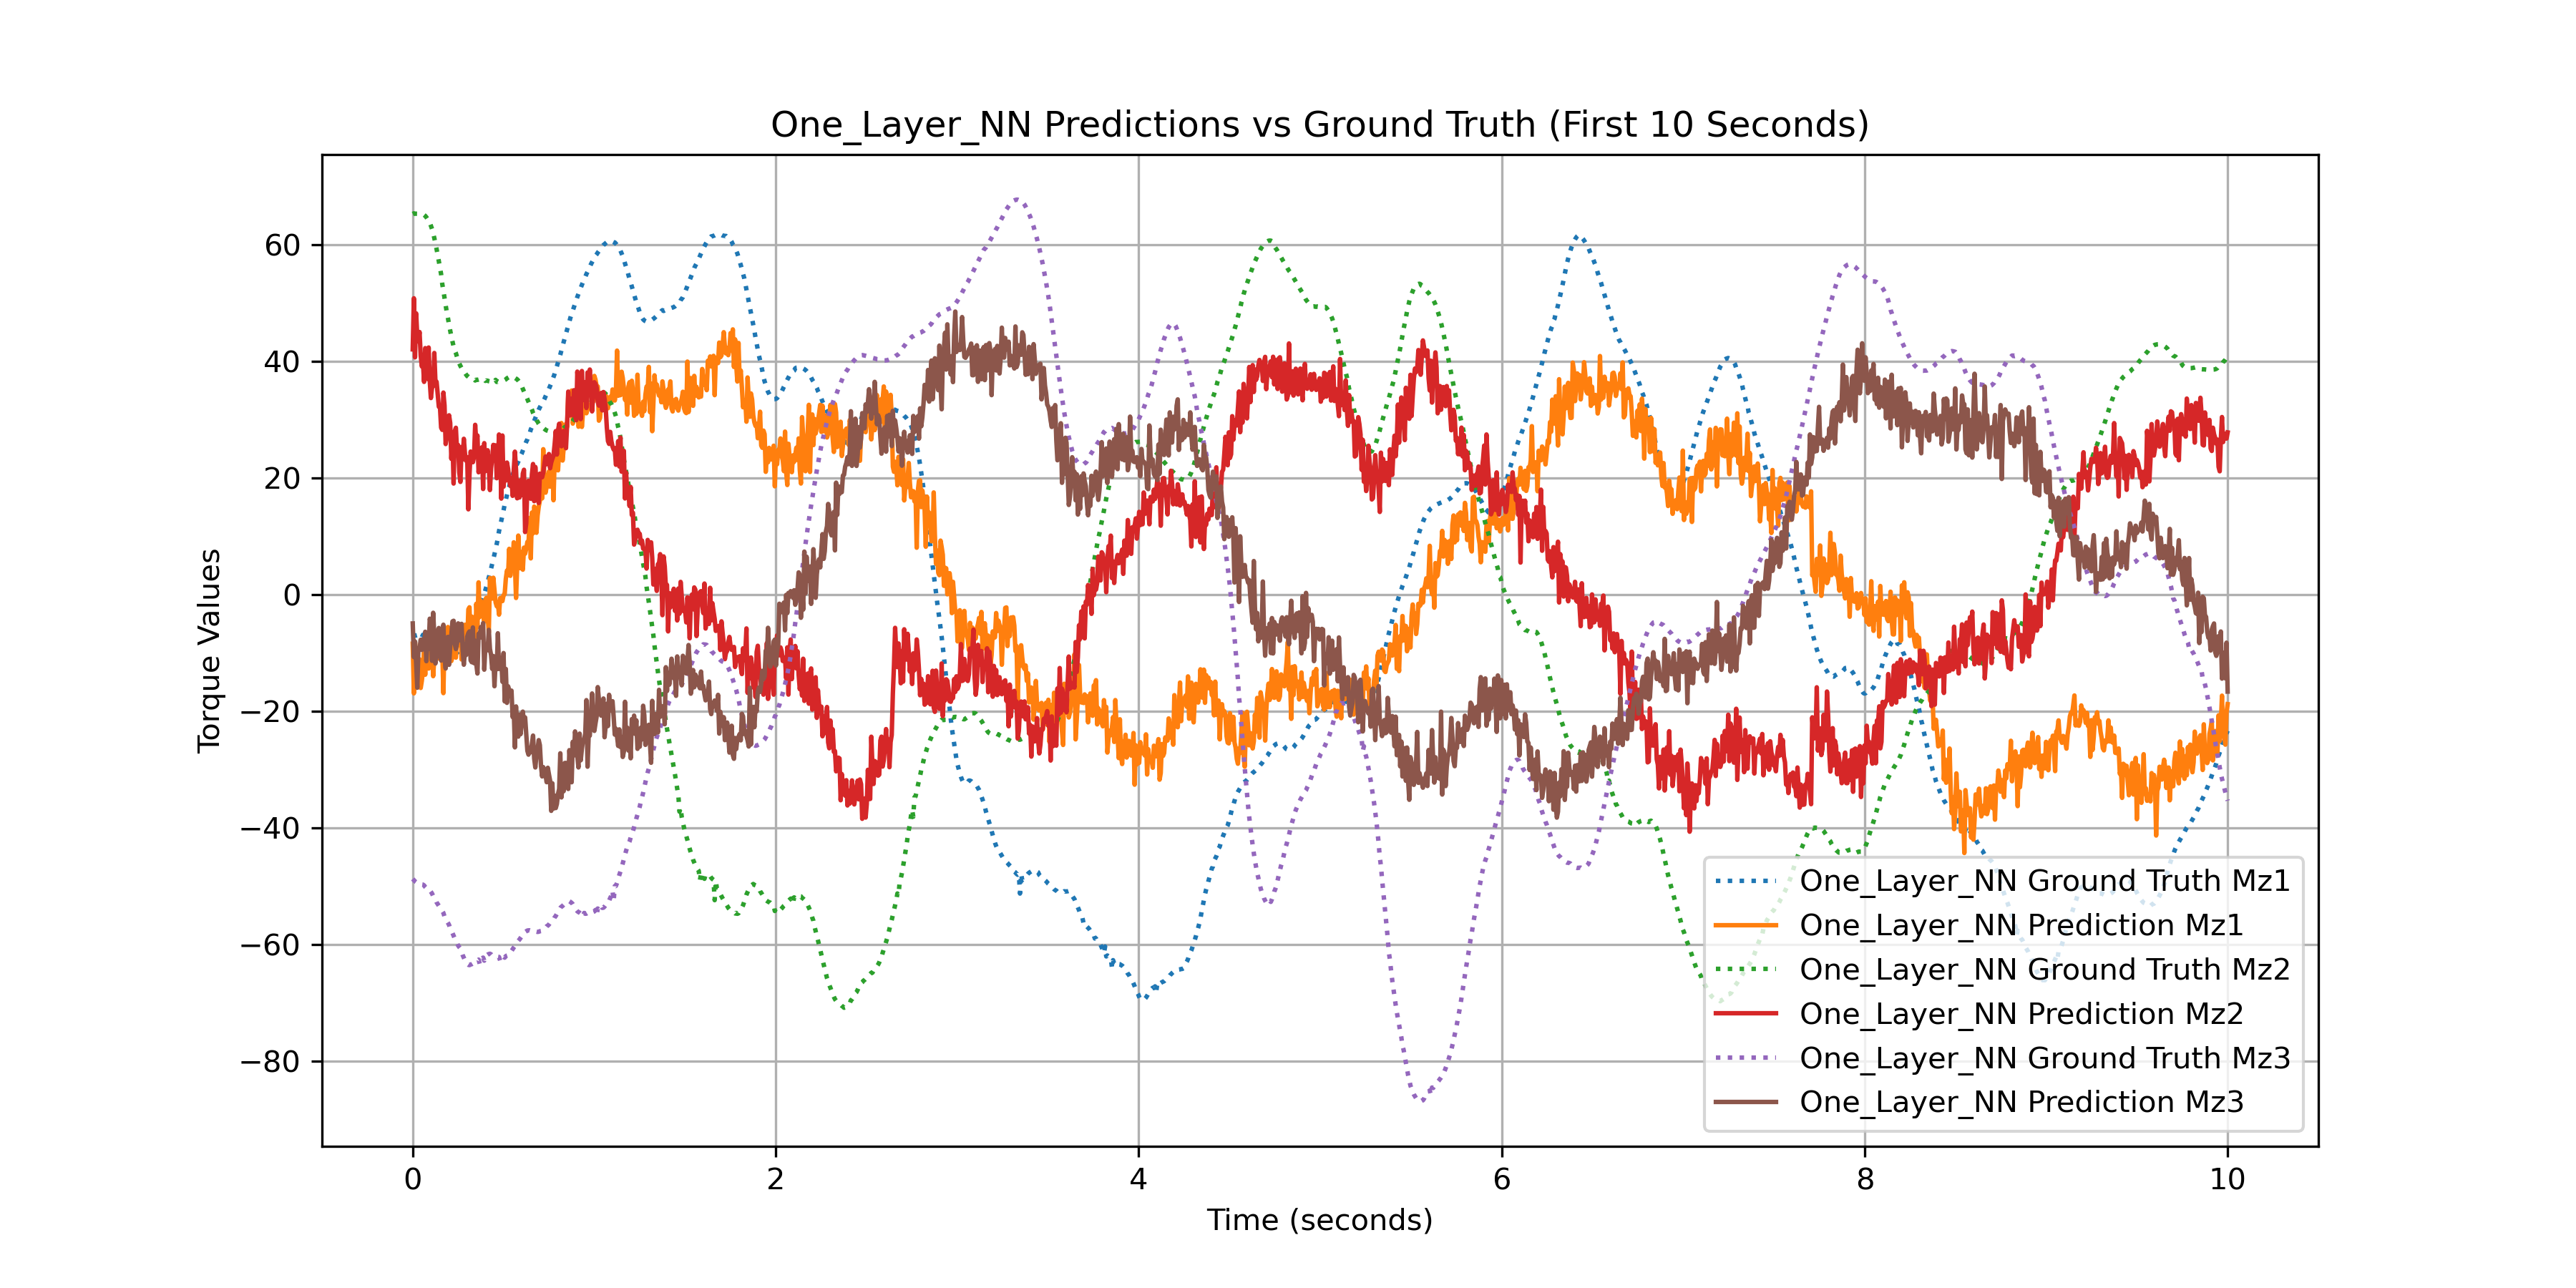 One_Layer_NN Predictions vs Ground Truth (First 10 Seconds)
Torque Values
60
40
20
0
−20
−40
−60
−80
One_Layer_NN Ground Truth Mz1
One_Layer_NN Prediction Mz1
One_Layer_NN Ground Truth Mz2
One_Layer_NN Prediction Mz2
One_Layer_NN Ground Truth Mz3
One_Layer_NN Prediction Mz3
0 2 4 6 8 10
Time (seconds)